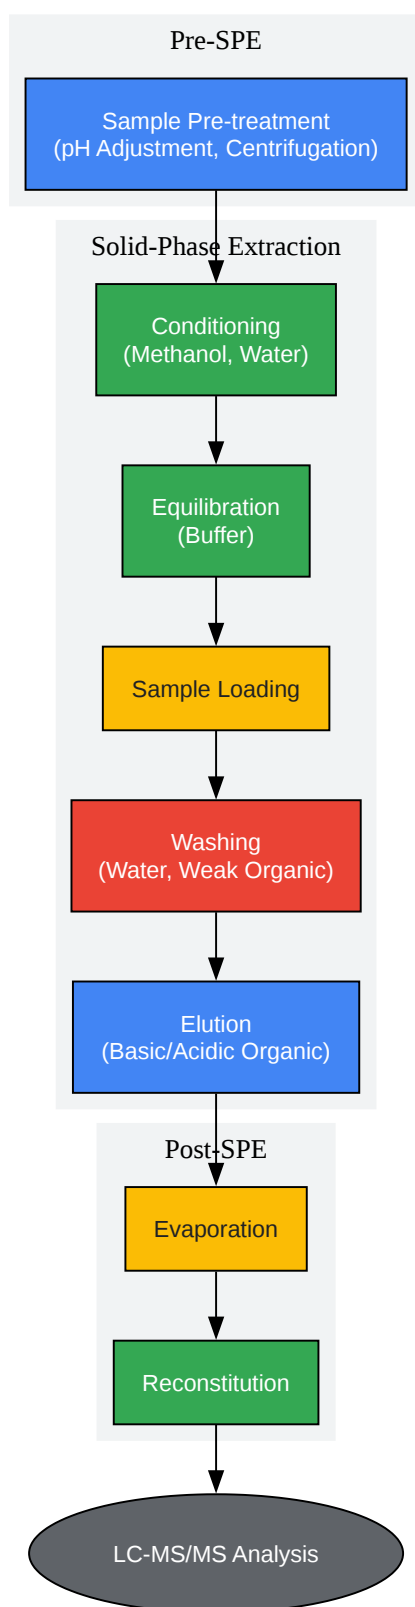 Pre-SPE
Sample Pre-treatment
(pH Adjustment, Centrifugation)
Solid-Phase Extraction
Conditioning
(Methanol, Water)
Equilibration
(Buffer)
Sample Loading
Washing
(Water, Weak Organic)
Elution
(Basic/Acidic Organic)
Post-SPE
Evaporation
Reconstitution
LC-MS/MS Analysis